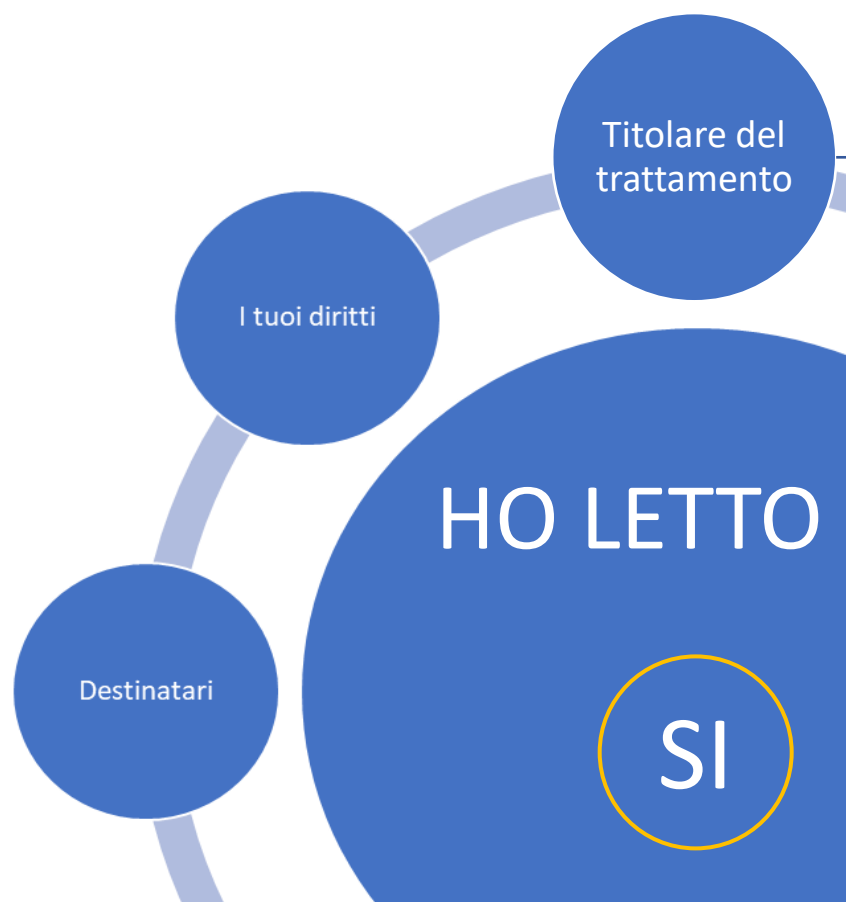 Titolare del
trattamento
I tuoi diritti
HO LETTO
Destinatari
SI